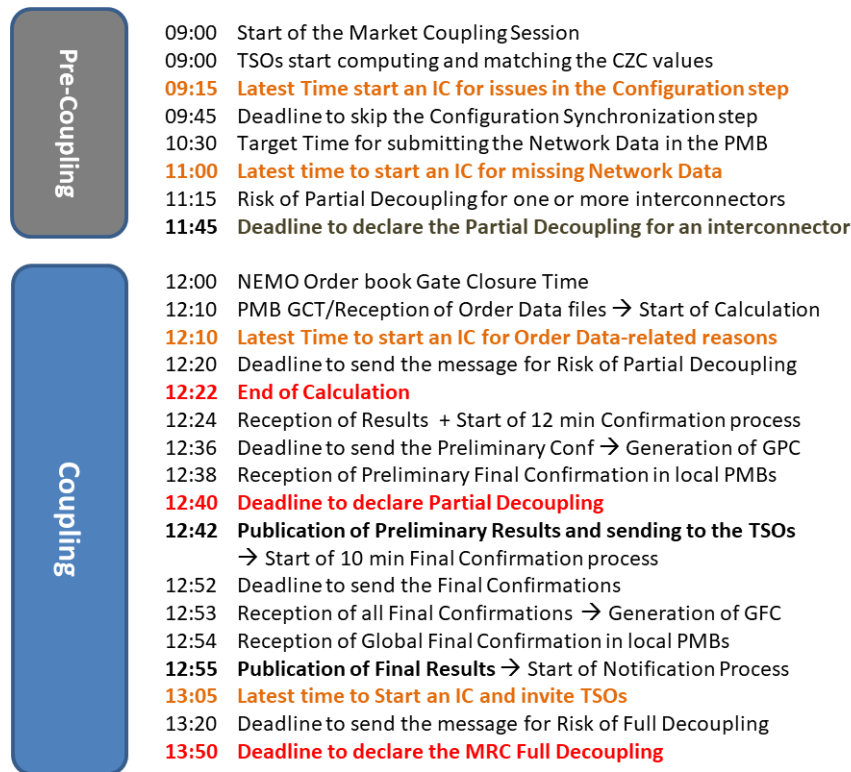 Pre-Coupling
09:00 Start of the Market Coupling Session
09:00 TSOs start computing and matching the CZC values
09:15 Latest Time start an IC for issues in the Configuration step
09:45 Deadline to skip the Configuration Synchronization step
10:30 Target Time for submitting the Network Data in the PMB
11:00 Latest time to start an IC for missing Network Data
11:15 Risk of Partial Decoupling for one or more interconnectors
11:45 Deadline to declare the Partial Decoupling for an interconnector
Coupling
12:00 NEMO Order book Gate Closure Time
12:10 PMB GCT/Reception of Order Data files → Start of Calculation
12:10 Latest Time to start an IC for Order Data-related reasons
12:20 Deadline to send the message for Risk of Partial Decoupling
12:22 End of Calculation
12:24 Reception of Results + Start of 12 min Confirmation process
12:36 Deadline to send the Preliminary Conf → Generation of GPC
12:38 Reception of Preliminary Final Confirmation in local PMBs
12:40 Deadline to declare Partial Decoupling
12:42 Publication of Preliminary Results and sending to the TSOs
→ Start of 10 min Final Confirmation process
12:52 Deadline to send the Final Confirmations
12:53 Reception of all Final Confirmations → Generation of GFC
12:54 Reception of Global Final Confirmation in local PMBs
12:55 Publication of Final Results → Start of Notification Process
13:05 Latest time to Start an IC and invite TSOs
13:20 Deadline to send the message for Risk of Full Decoupling
13:50 Deadline to declare the MRC Full Decoupling